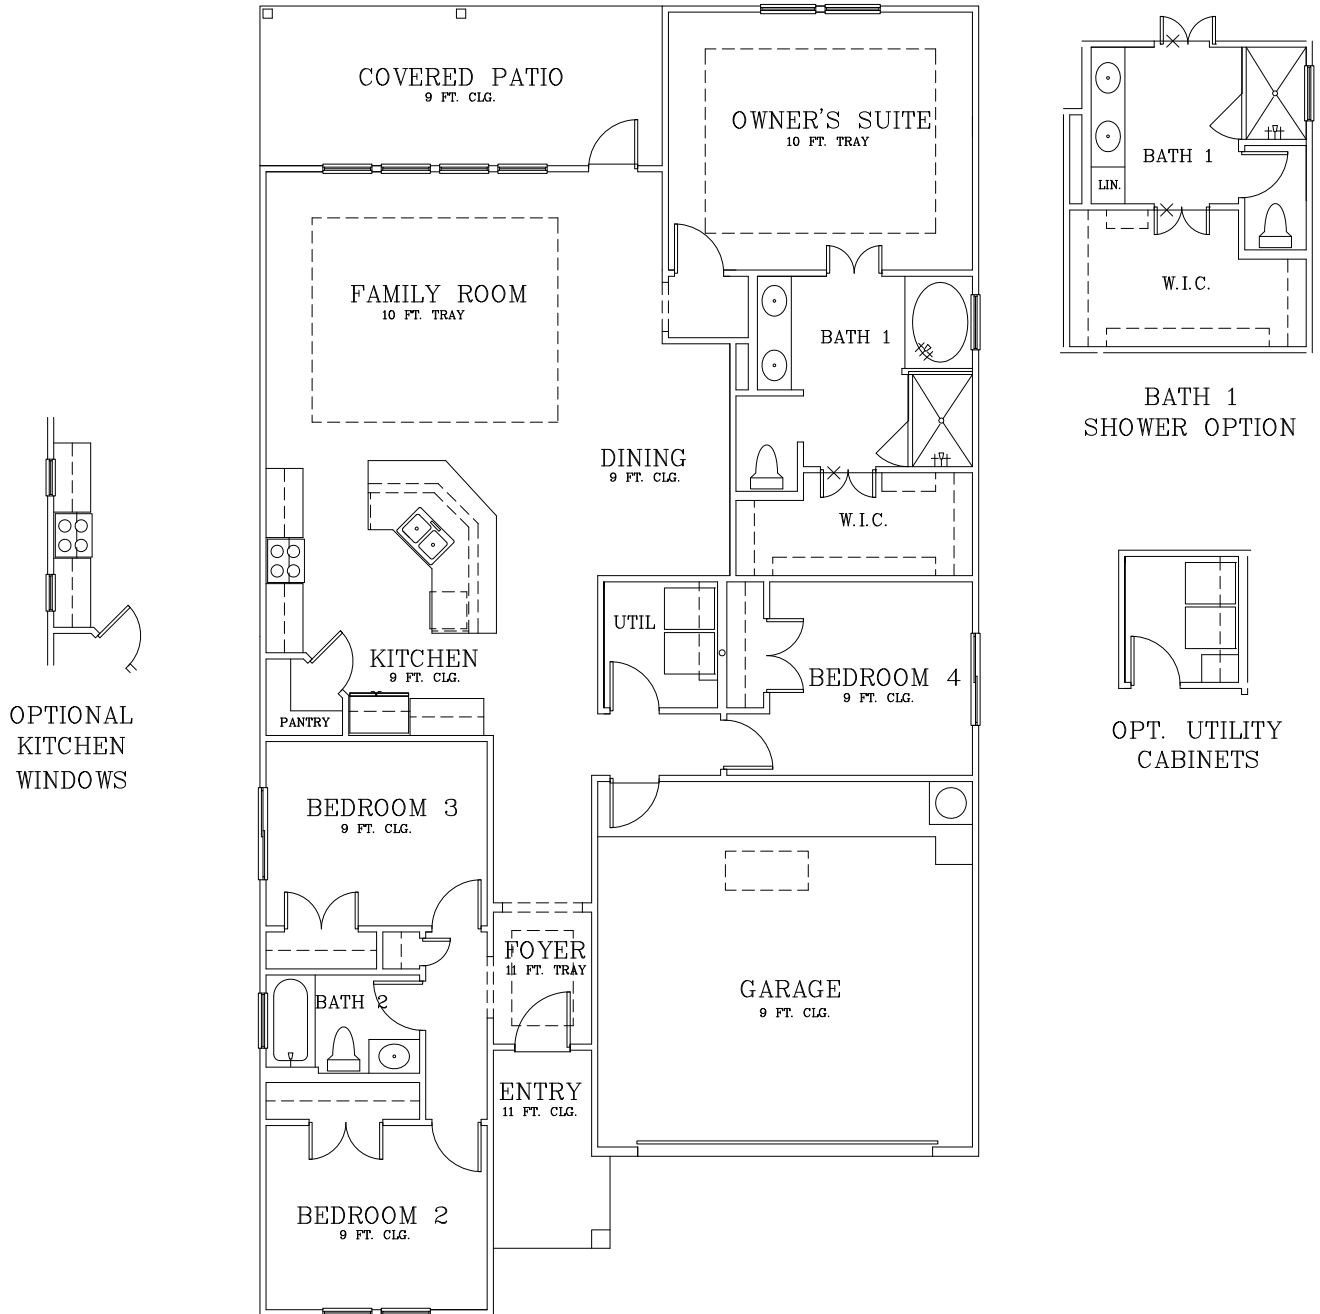 COVERED PATIO
9 FT. CLG.
OWNER'S SUITE
10 FT. TRAY
FAMILY ROOM
10 FT. TRAY
BATH 1
DINING
9 FT. CLG.
W.I.C.
UTIL
KITCHEN
9 FT. CLG.
BEDROOM 4
9 FT. CLG.
PANTRY
BEDROOM 3
9 FT. CLG.
FOYER
11 FT. TRAY
BATH 2
GARAGE
9 FT. CLG.
ENTRY
11 FT. CLG.
BEDROOM 2
9 FT. CLG.
OPTIONAL
KITCHEN
WINDOWS
BATH 1
LIN.
W.I.C.
BATH 1
SHOWER OPTION
OPT. UTILITY
CABINETS